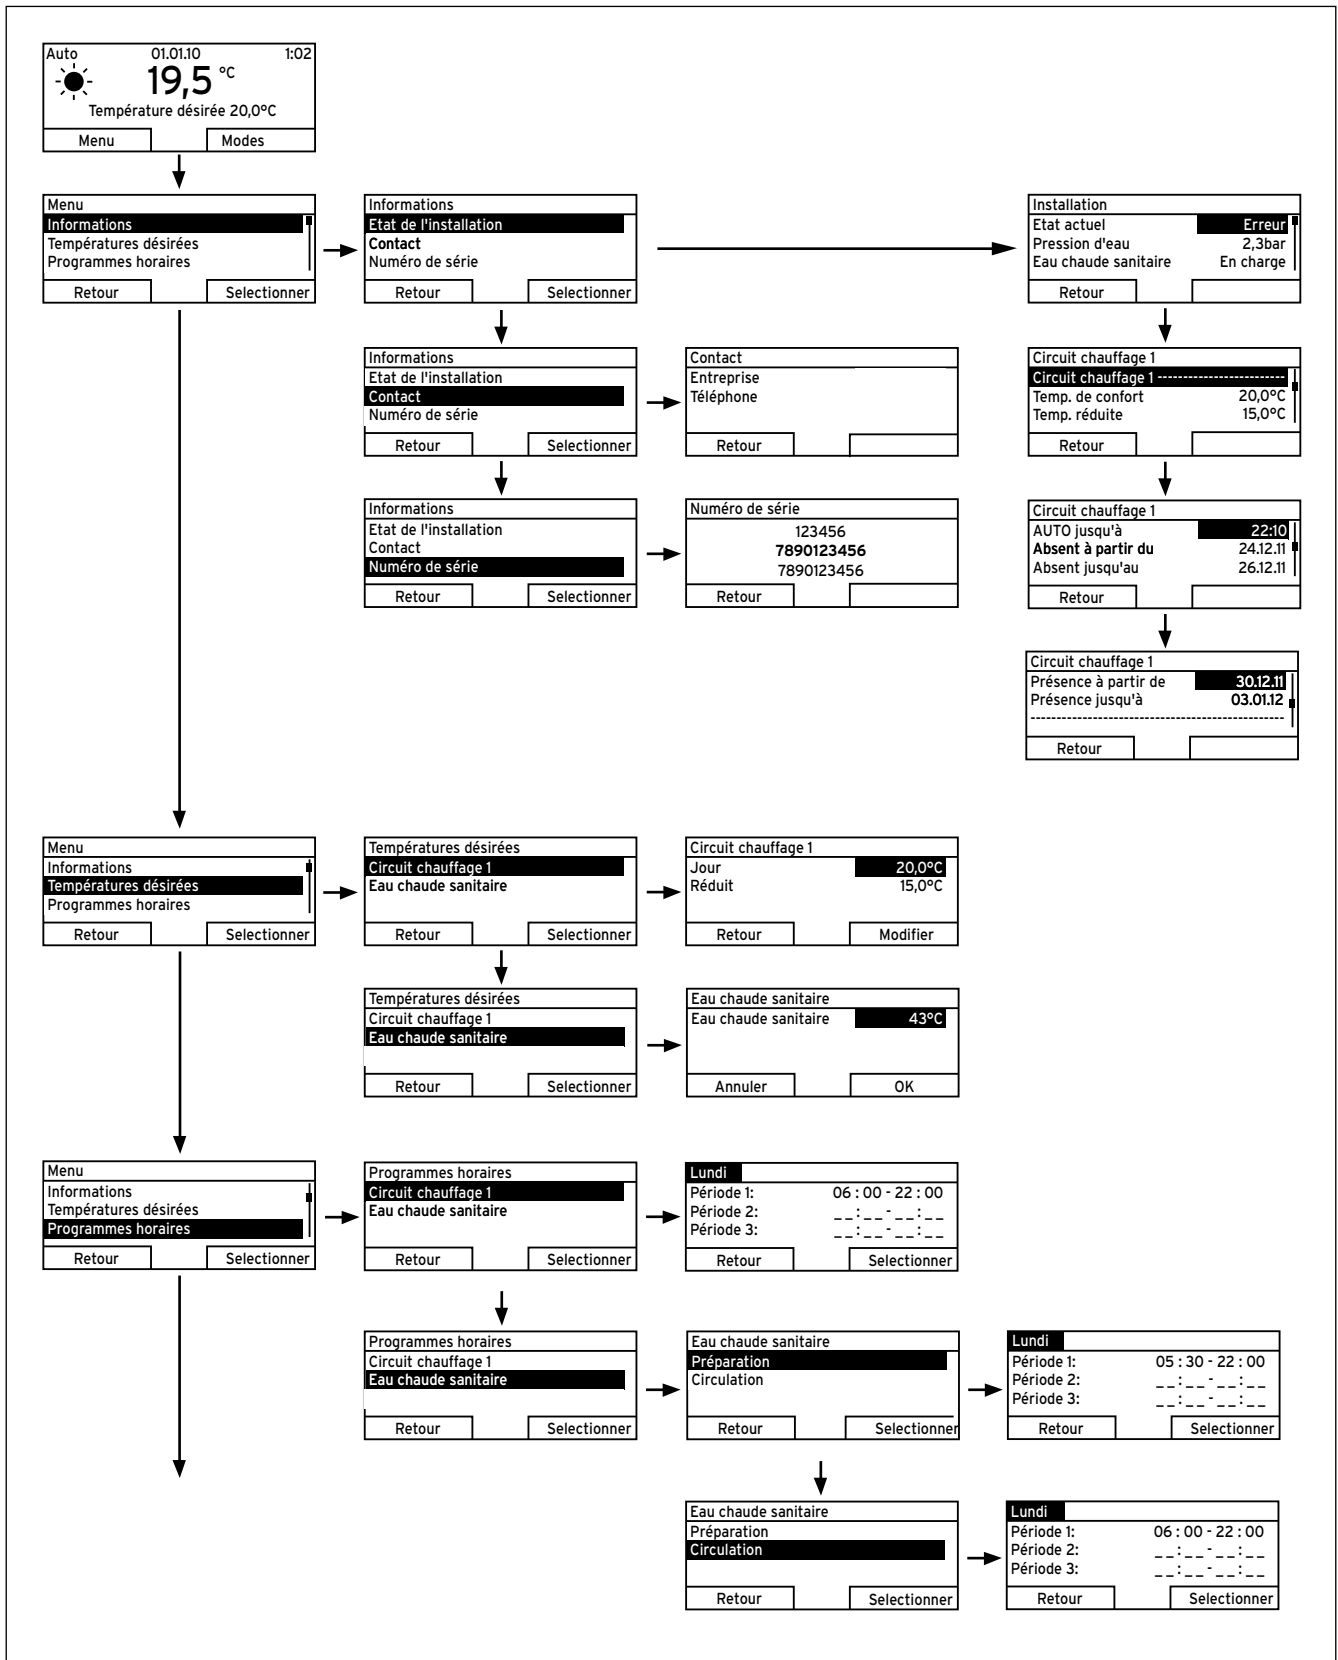 Auto 01.01.10 1:02
19,5 °C
Température désirée 20,0°C
Menu Modes
Menu
Informations
Températures désirées
Programmes horaires
Retour Selectionner
Informations
Etat de l'installation
Contact
Numéro de série
Retour Selectionner
Installation
Etat actuel Erreur
Pression d'eau 2,3bar
Eau chaude sanitaire En charge
Retour
Informations
Etat de l'installation
Contact
Numéro de série
Retour Selectionner
Contact
Entreprise
Téléphone
Retour
Circuit chauffage 1
Circuit chauffage 1 -------------------------
Temp. de confort 20,0°C
Temp. réduite 15,0°C
Retour
Informations
Etat de l'installation
Contact
Numéro de série
Retour Selectionner
Numéro de série
123456
7890123456
7890123456
Retour
Circuit chauffage 1
AUTO jusqu'à 22:10
Absent à partir du 24.12.11
Absent jusqu'au 26.12.11
Retour
Circuit chauffage 1
Présence à partir de 30.12.11
Présence jusqu'à 03.01.12
--------------------------------------------------
Retour
Menu
Informations
Températures désirées
Programmes horaires
Retour Selectionner
Températures désirées
Circuit chauffage 1
Eau chaude sanitaire
Retour Selectionner
Circuit chauffage 1
Jour 20,0°C
Réduit 15,0°C
Retour Modifier
Températures désirées
Circuit chauffage 1
Eau chaude sanitaire
Retour Selectionner
Eau chaude sanitaire
Eau chaude sanitaire 43°C
Annuler OK
Menu
Informations
Températures désirées
Programmes horaires
Retour Selectionner
Programmes horaires
Circuit chauffage 1
Eau chaude sanitaire
Retour Selectionner
Lundi
Période 1: 06 : 00 - 22 : 00
Période 2: _ _ : _ _ - _ _ : _ _
Période 3: _ _ : _ _ - _ _ : _ _
Retour Selectionner
Programmes horaires
Circuit chauffage 1
Eau chaude sanitaire
Retour Selectionner
Eau chaude sanitaire
Préparation
Circulation
Retour Selectionner
Lundi
Période 1: 05 : 30 - 22 : 00
Période 2: _ _ : _ _ - _ _ : _ _
Période 3: _ _ : _ _ - _ _ : _ _
Retour Selectionner
Eau chaude sanitaire
Préparation
Circulation
Retour Selectionner
Lundi
Période 1: 06 : 00 - 22 : 00
Période 2: _ _ : _ _ - _ _ : _ _
Période 3: _ _ : _ _ - _ _ : _ _
Retour Selectionner